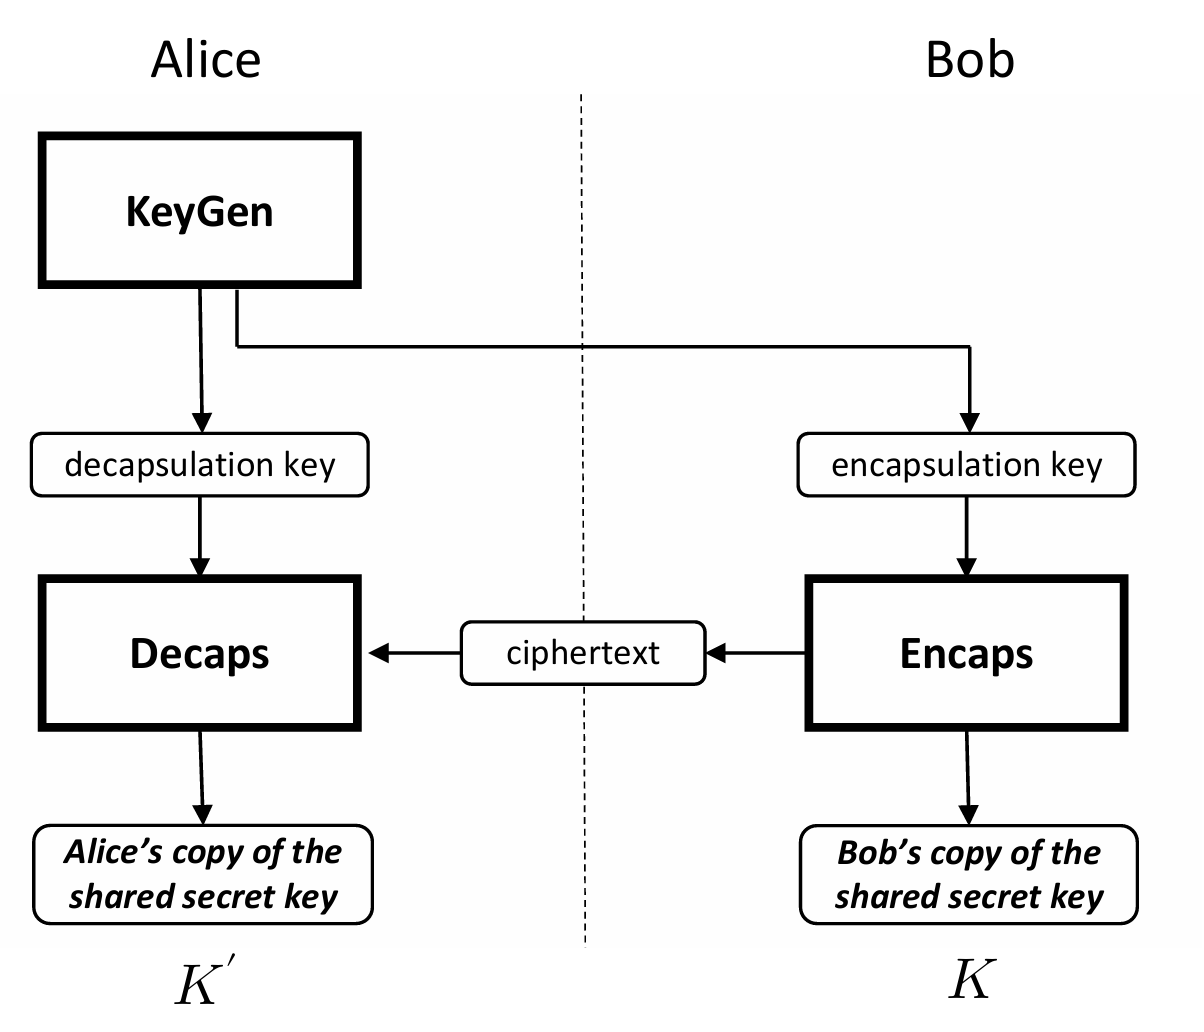 Alice
Bob
KeyGen
decapsulation key
encapsulation key
Decaps
ciphertext
Encaps
Alice’s copy of the
shared secret key
Bob’s copy of the
shared secret key
K′
K